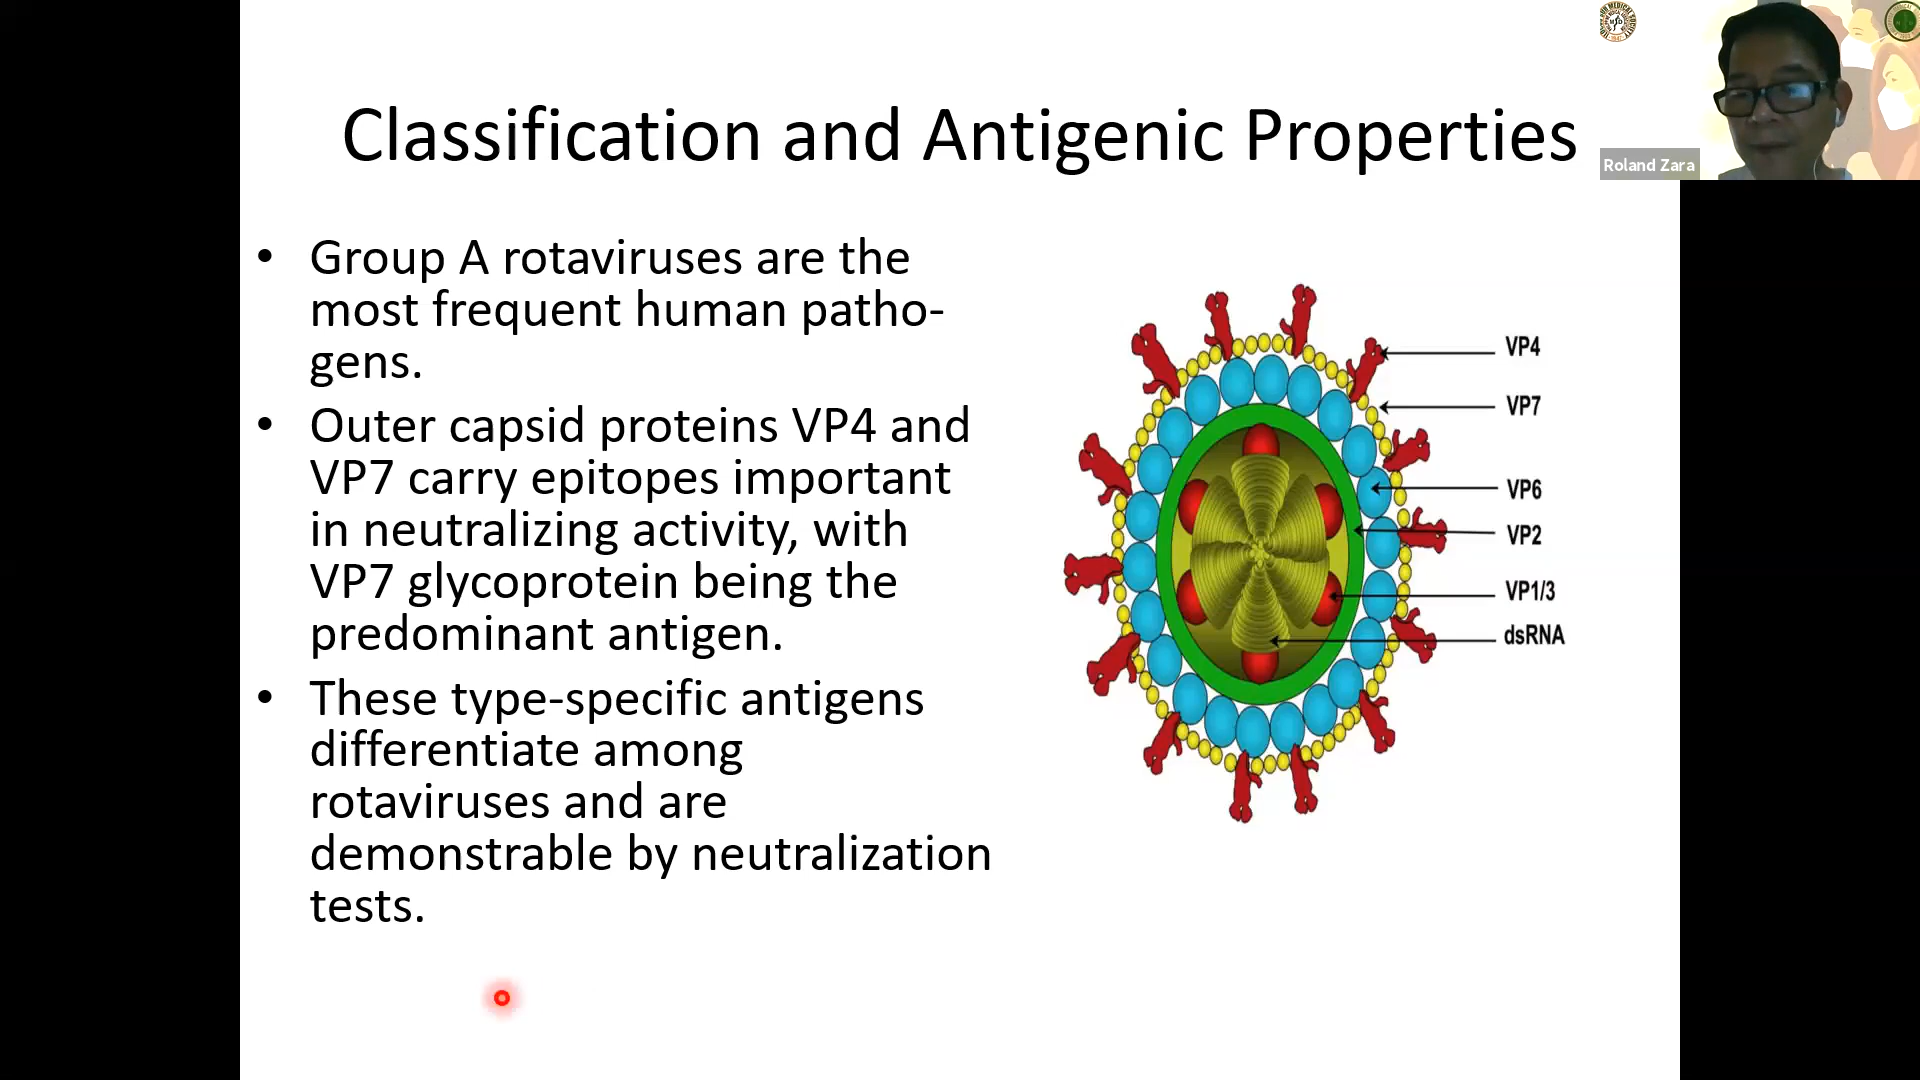 Classification and Antigenic Properties
Roland Zara
• Group A rotaviruses are the
most frequent human patho-
gens.
• Outer capsid proteins VP4 and
VP7 carry epitopes important
in neutralizing activity, with
VP7 glycoprotein being the
predominant antigen.
• These type-specific antigens
differentiate among
rotaviruses and are
demonstrable by neutralization
tests.
VP4
VP7
VP6
VP2
VP1/3
dsRNA